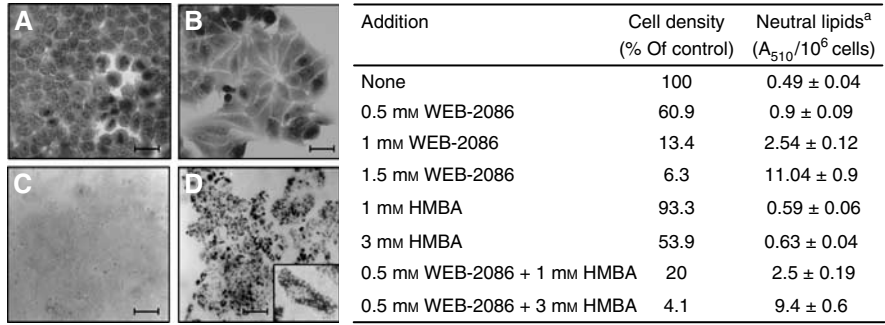 A
B
C
D
Addition Cell density Neutral lipids^a
(% Of control) (A_510/10^6 cells)
None 100 0.49 ± 0.04
0.5 mM WEB-2086 60.9 0.9 ± 0.09
1 mM WEB-2086 13.4 2.54 ± 0.12
1.5 mM WEB-2086 6.3 11.04 ± 0.9
1 mM HMBA 93.3 0.59 ± 0.06
3 mM HMBA 53.9 0.63 ± 0.04
0.5 mM WEB-2086 + 1 mM HMBA 20 2.5 ± 0.19
0.5 mM WEB-2086 + 3 mM HMBA 4.1 9.4 ± 0.6